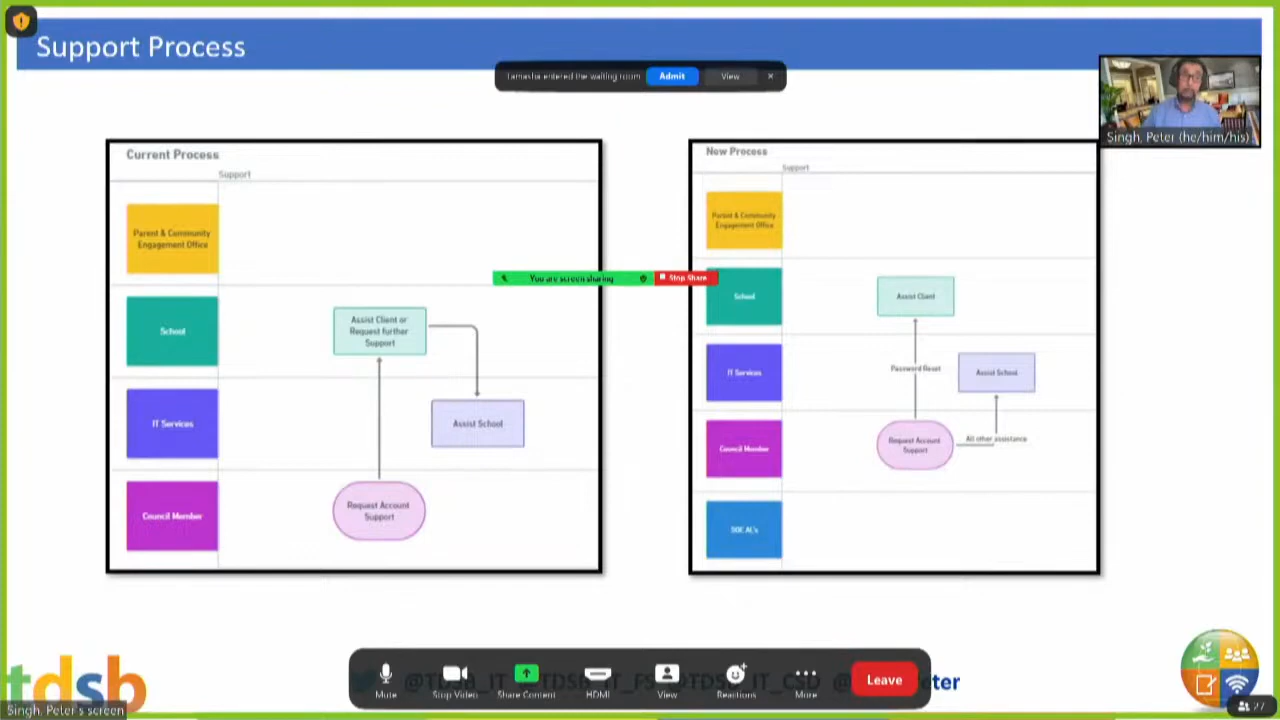 Support Process
Tamasha entered the waiting room
Admit
View
Singh, Peter (he/him/his)
Current Process
Support
Parent & Community
Engagement Office
School
Assist Client or
Request further
Support
IT Services
Assist School
Council Member
Request Account
Support
You are screen sharing
Stop Share
New Process
Support
Parent & Community
Engagement Office
School
Assist Client
IT Services
Password Reset
Assist School
Council Member
Request Account
Support
All other assistance
tdsb
Singh, Peter's screen
Mute
Stop Video
Share Content
HDMI
View
Reactions
More
Leave
27